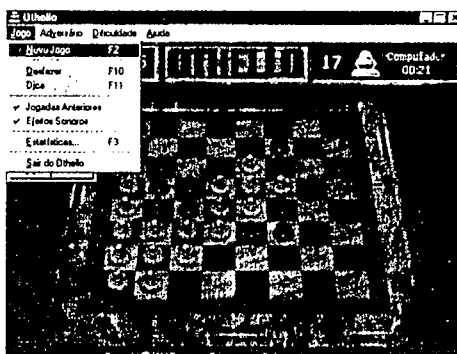 Othello
Jogo Adversário Dificuldade Ajuda
Novo Jogo F2
Desfazer F10
Dica F11
Jogadas Anteriores
Efeitos Sonoros
Estatísticas... F3
Sair do Othello
17
Computador
00:21